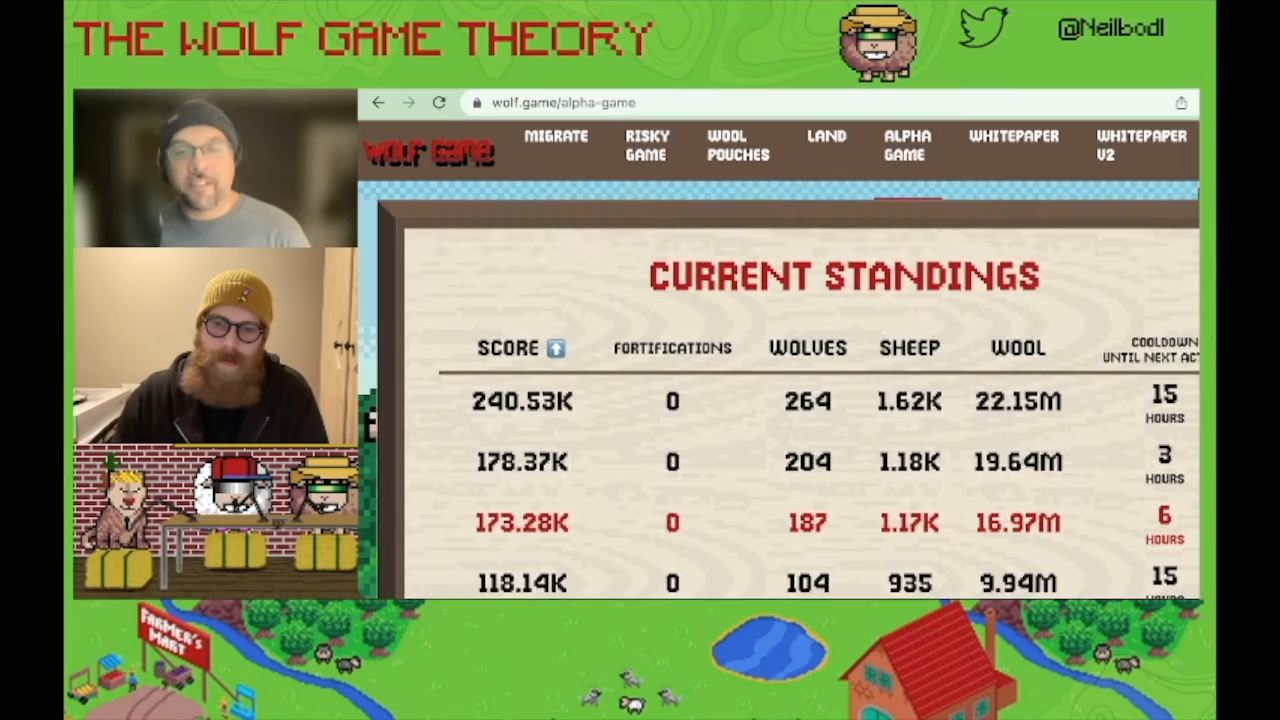 THE WOLF GAME THEORY
@Neilbodl
wolf.game/alpha-game
WOLF GAME
MIGRATE
RISKY
GAME
WOOL
POUCHES
LAND
ALPHA
GAME
WHITEPAPER
WHITEPAPER
V2
CURRENT STANDINGS
SCORE FORTIFICATIONS WOLVES SHEEP WOOL
COOLDOWN
UNTIL NEXT ACT
240.53K 0 264 1.62K 22.15M 15
HOURS
178.37K 0 204 1.18K 19.64M 3
HOURS
173.28K 0 187 1.17K 16.97M 6
HOURS
118.14K 0 104 935 9.94M 15
FARMER'S
MART